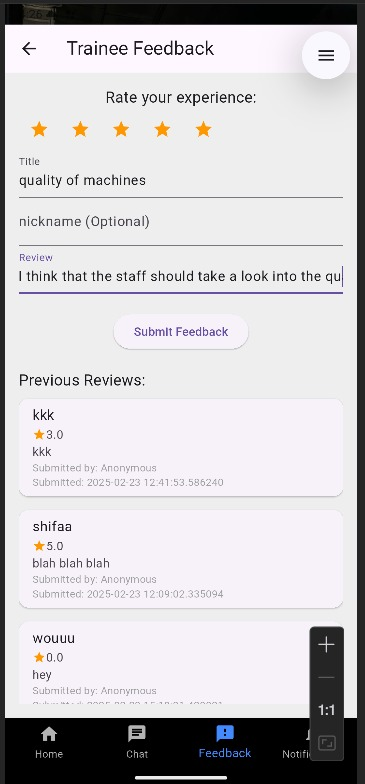 Trainee Feedback
Rate your experience:
Title
quality of machines
nickname (Optional)
Review
I think that the staff should take a look into the qu
Submit Feedback
Previous Reviews:
kkk
3.0
kkk
Submitted by: Anonymous
Submitted: 2025-02-23 12:41:53.586240
shifaa
5.0
blah blah blah
Submitted by: Anonymous
Submitted: 2025-02-23 12:09:02.335094
wouuu
0.0
hey
Submitted by: Anonymous
1:1
Home
Chat
Feedback
Notifi